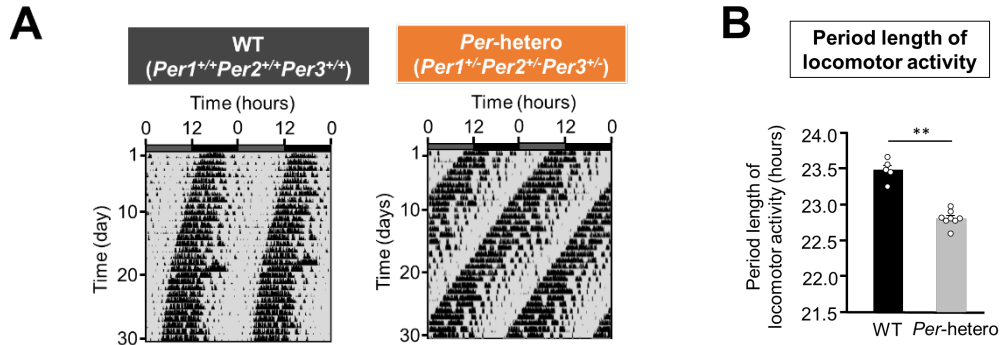 A
WT
(Per1+/+Per2+/+Per3+/+)
Time (hours)
0 12 0 12 0
Time (day)
1
10
20
30
Per-hetero
(Per1+/-Per2+/-Per3+/-)
Time (hours)
0 12 0 12 0
Time (days)
1
10
20
30
B
Period length of
locomotor activity
Period length of
locomotor activity (hours)
24.0
23.5
23.0
22.5
22.0
21.5
**
WT Per-hetero